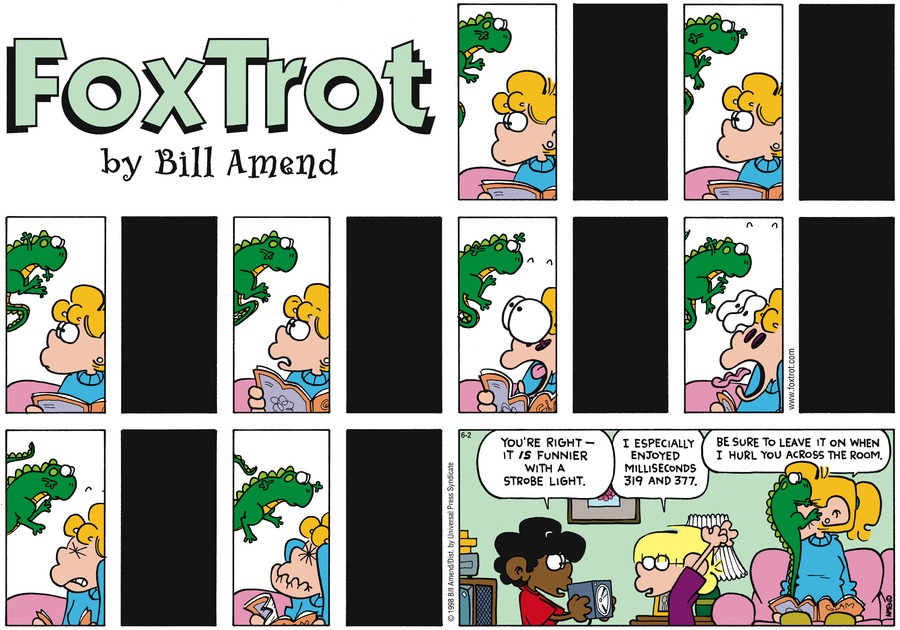 FoxTrot
by Bill Amend
www.foxtrot.com
© 1998 Bill Amend/Dist. by Universal Press Syndicate
6-2
YOU'RE RIGHT—
IT IS FUNNIER
WITH A
STROBE LIGHT.
I ESPECIALLY
ENJOYED
MILLISECONDS
319 AND 377.
BE SURE TO LEAVE IT ON WHEN
I HURL YOU ACROSS THE ROOM.
GLAM
AMEND